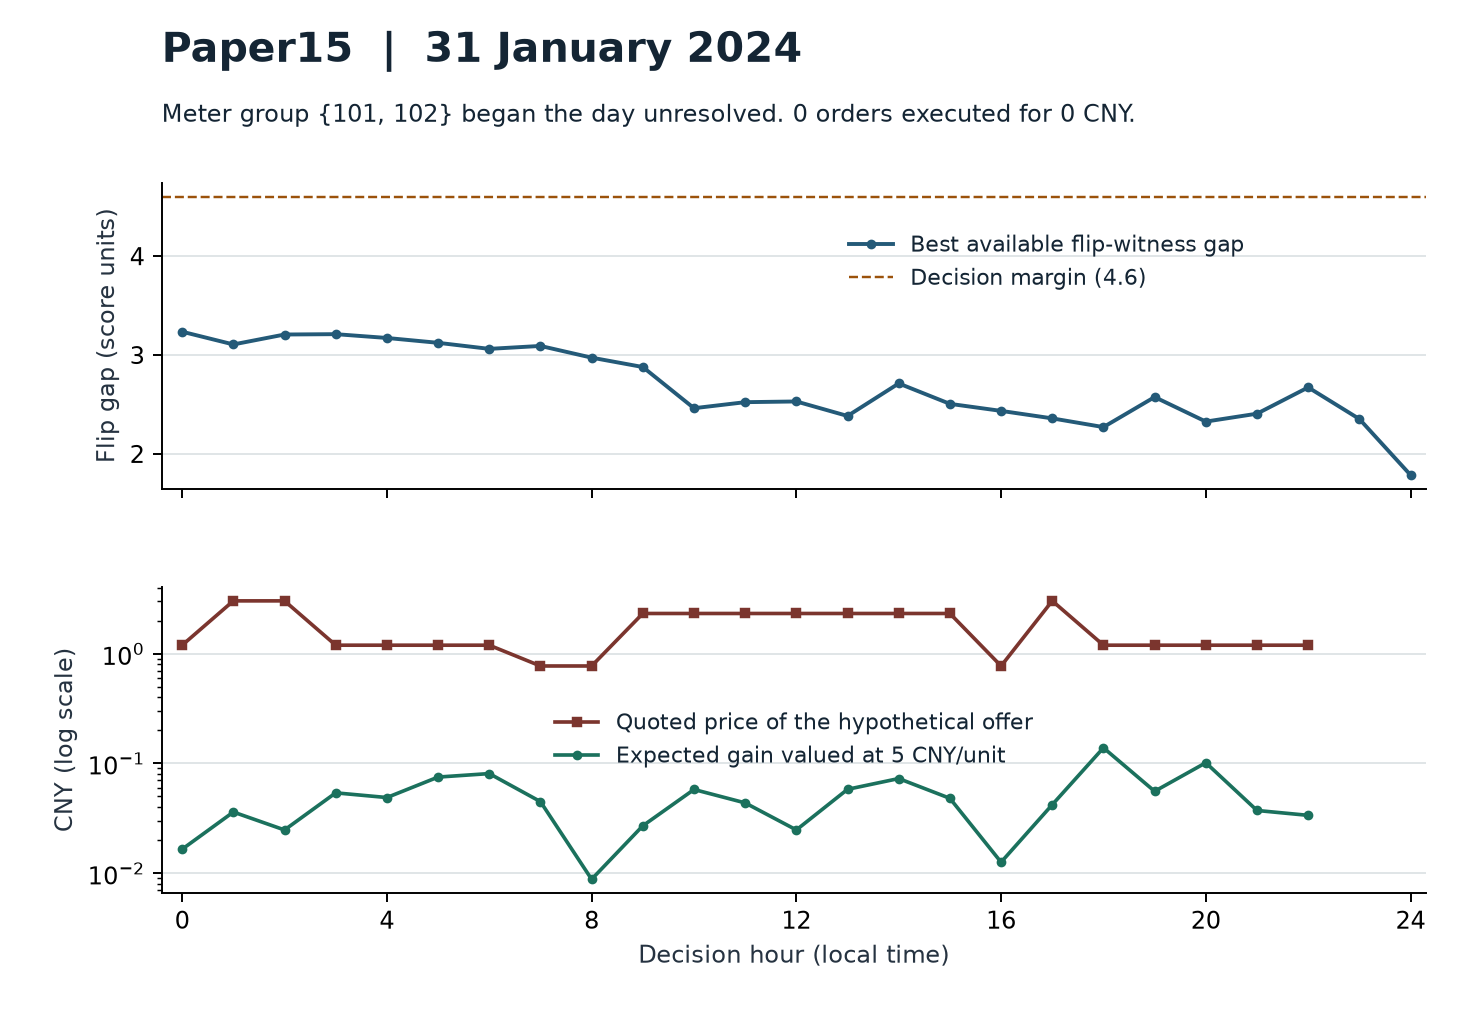 Paper15 | 31 January 2024
Meter group {101, 102} began the day unresolved. 0 orders executed for 0 CNY.
Flip gap (score units)
4
3
2
Best available flip-witness gap
Decision margin (4.6)
CNY (log scale)
10⁰
10⁻¹
10⁻²
Quoted price of the hypothetical offer
Expected gain valued at 5 CNY/unit
0 4 8 12 16 20 24
Decision hour (local time)